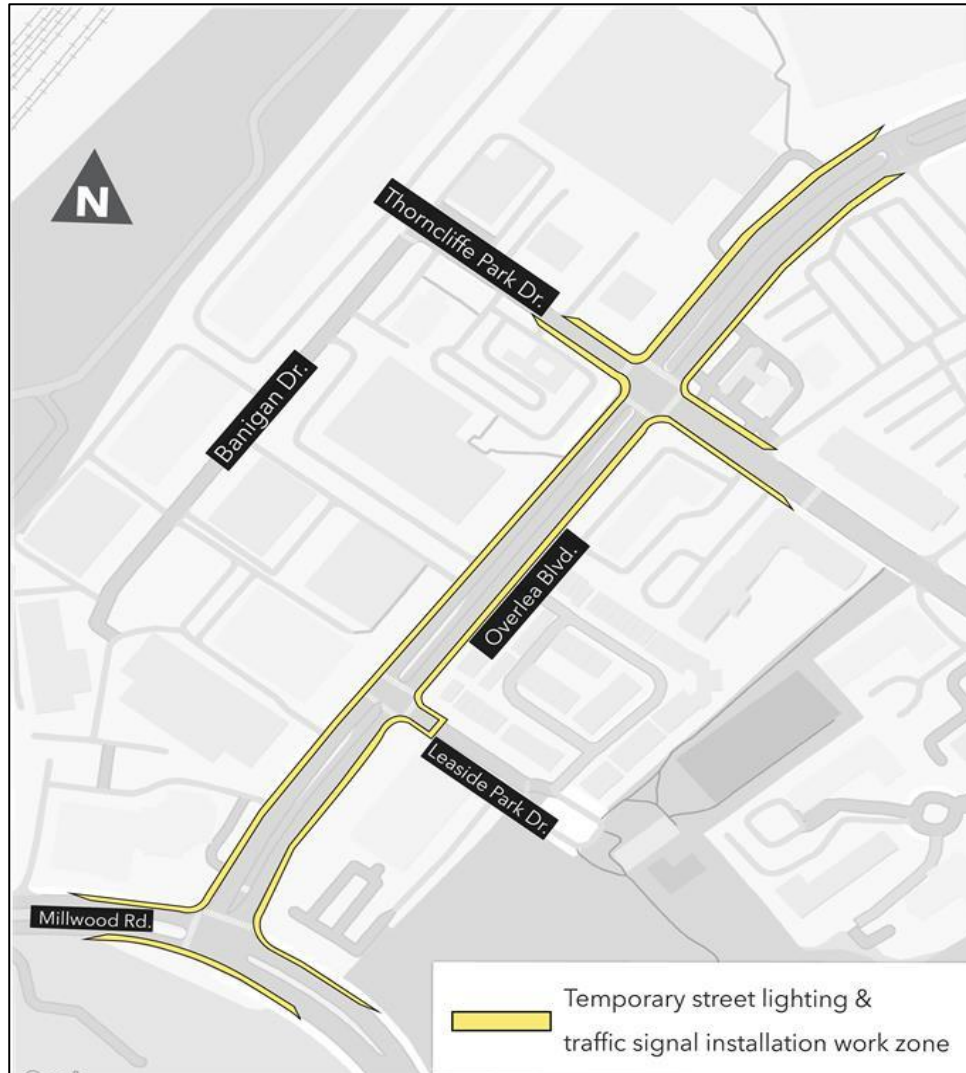 N
Thorncliffe Park Dr.
Banigan Dr.
Overlea Blvd.
Leaside Park Dr.
Millwood Rd.
Temporary street lighting &
traffic signal installation work zone